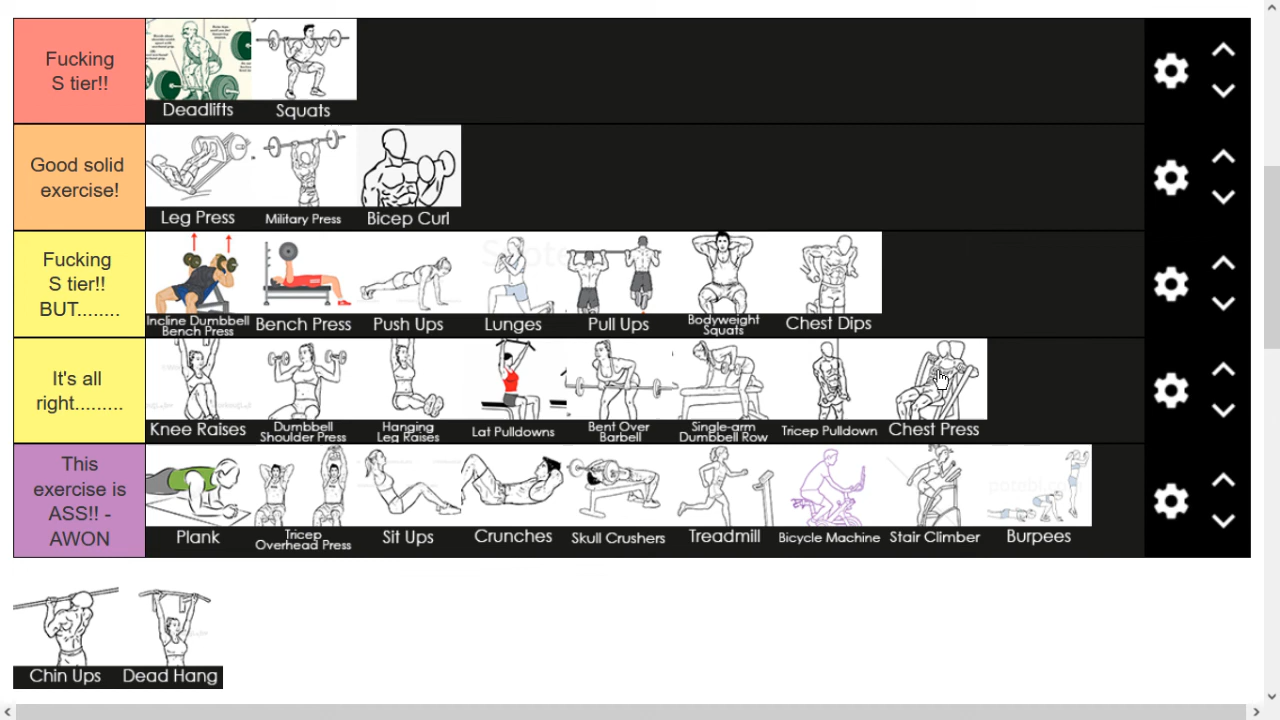 Fucking
S tier!!
Deadlifts
Squats
Good solid
exercise!
Leg Press
Military Press
Bicep Curl
Fucking
S tier!!
BUT........
Incline Dumbbell
Bench Press
Bench Press
Push Ups
Lunges
Pull Ups
Bodyweight
Squats
Chest Dips
It's all
right.........
Knee Raises
Dumbbell
Shoulder Press
Hanging
Leg Raises
Lat Pulldowns
Bent Over
Barbell
Single-arm
Dumbbell Row
Tricep Pulldown
Chest Press
This
exercise is
ASS!! -
AWON
Plank
Tricep
Overhead Press
Sit Ups
Crunches
Skull Crushers
Treadmill
Bicycle Machine
Stair Climber
Burpees
Chin Ups
Dead Hang